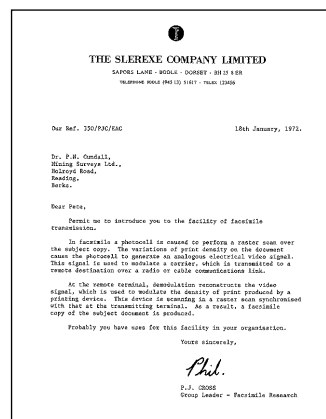 THE SLEREXE COMPANY LIMITED
SAPORS LANE - BOOLE - DORSET - BH 25 8 ER
TELEPHONE BOOLE (945 13) 51617 - TELEX 123456
Our Ref. 350/PJC/EAC 18th January, 1972.
Dr. P.N. Cundall,
Mining Surveys Ltd.,
Holroyd Road,
Reading,
Berks.
Dear Pete,
Permit me to introduce you to the facility of facsimile
transmission.
In facsimile a photocell is caused to perform a raster scan over
the subject copy. The variations of print density on the document
cause the photocell to generate an analogous electrical video signal.
This signal is used to modulate a carrier, which is transmitted to a
remote destination over a radio or cable communications link.
At the remote terminal, demodulation reconstructs the video
signal, which is used to modulate the density of print produced by a
printing device. This device is scanning in a raster scan synchronised
with that at the transmitting terminal. As a result, a facsimile
copy of the subject document is produced.
Probably you have uses for this facility in your organisation.
Yours sincerely,
Phil.
P.J. CROSS
Group Leader - Facsimile Research